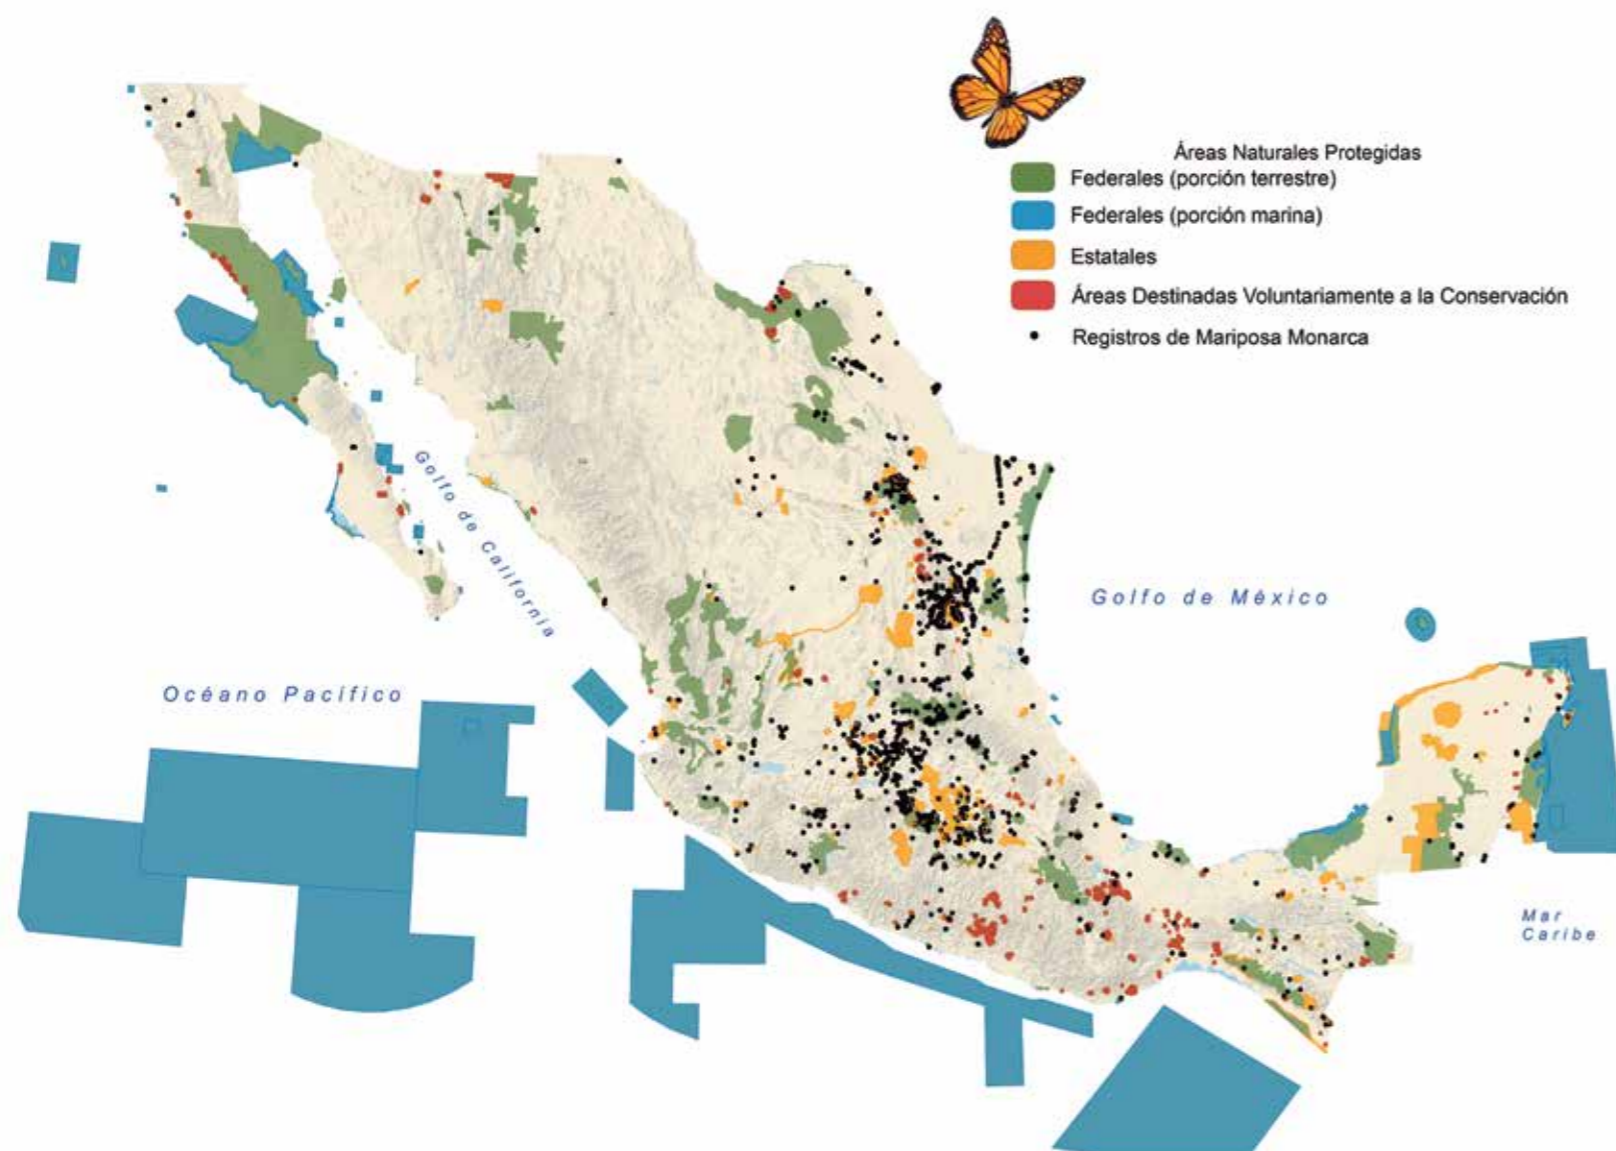 Áreas Naturales Protegidas
Federales (porción terrestre)
Federales (porción marina)
Estatales
Áreas Destinadas Voluntariamente a la Conservación
Registros de Mariposa Monarca
Golfo de California
Golfo de México
Océano Pacífico
Mar
Caribe